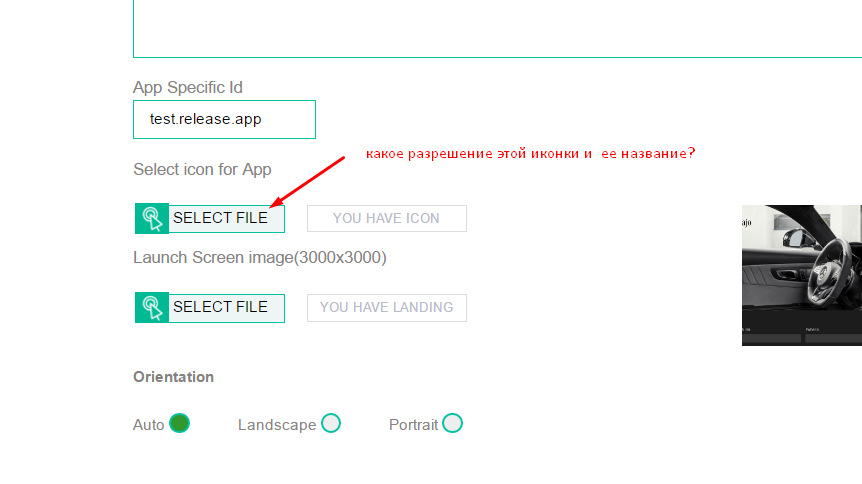 App Specific Id
test.release.app
какое разрешение этой иконки и ее название?
Select icon for App
SELECT FILE
YOU HAVE ICON
Launch Screen image(3000x3000)
SELECT FILE
YOU HAVE LANDING
Orientation
Auto
Landscape
Portrait